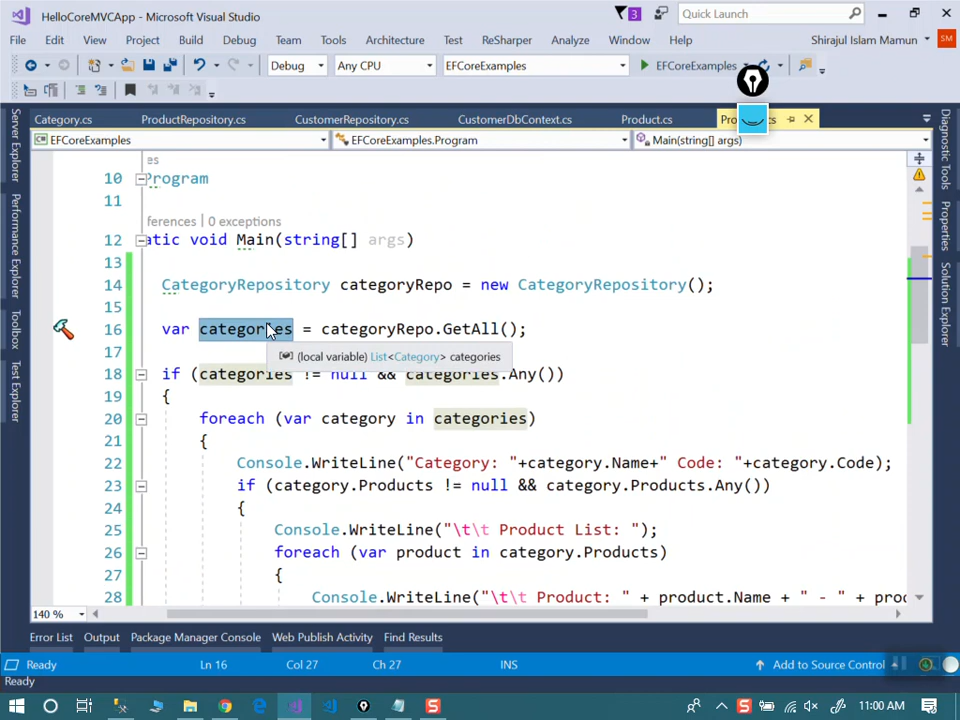 HelloCoreMVCApp - Microsoft Visual Studio
3
Quick Launch
File Edit View Project Build Debug Team Tools Architecture Test ReSharper Analyze Window Help
Shirajul Islam Mamun SM
Debug Any CPU EFCoreExamples EFCoreExamples
Category.cs ProductRepository.cs CustomerRepository.cs CustomerDbContext.cs Product.cs
EFCoreExamples EFCoreExamples.Program Main(string[] args)
Server Explorer
Performance Explorer
Toolbox
Test Explorer
Diagnostic Tools
Properties
Solution Explorer
es
10 Program
11
ferences | 0 exceptions
12 atic void Main(string[] args)
13
14 CategoryRepository categoryRepo = new CategoryRepository();
15
16 var categories = categoryRepo.GetAll();
17 (local variable) List<Category> categories
18 if (categories != null && categories.Any())
19 {
20 foreach (var category in categories)
21 {
22 Console.WriteLine("Category: "+category.Name+" Code: "+category.Code);
23 if (category.Products != null && category.Products.Any())
24 {
25 Console.WriteLine("\t\t Product List: ");
26 foreach (var product in category.Products)
27 {
28 Console.WriteLine("\t\t Product: " + product.Name + " - " + prod
140 %
Error List Output Package Manager Console Web Publish Activity Find Results
Ready Ln 16 Col 27 Ch 27 INS Add to Source Control
Ready
11:00 AM